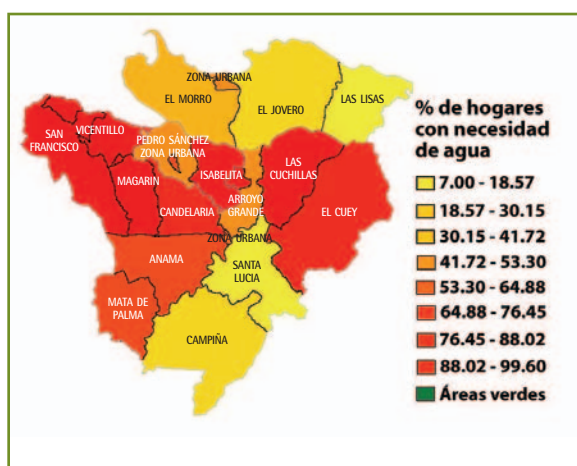 ZONA URBANA
EL MORRO
EL JOVERO
LAS LISAS
SAN
FRANCISCO
VICENTILLO
PEDRO SÁNCHEZ
ZONA URBANA
MAGARIN
ISABELITA
LAS
CUCHILLAS
CANDELARIA
ARROYO
GRANDE
EL CUEY
ZONA URBANA
ANAMA
SANTA
LUCIA
MATA DE
PALMA
CAMPIÑA
% de hogares
con necesidad
de agua
7.00 - 18.57
18.57 - 30.15
30.15 - 41.72
41.72 - 53.30
53.30 - 64.88
64.88 - 76.45
76.45 - 88.02
88.02 - 99.60
Áreas verdes